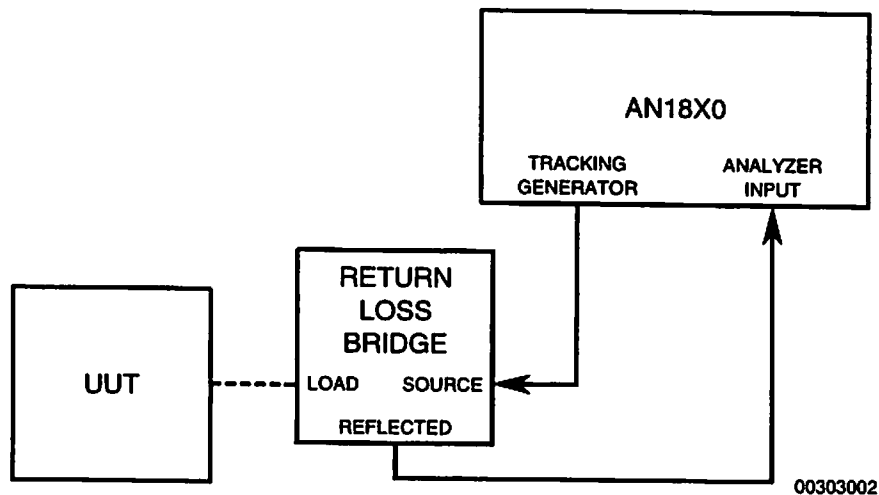 AN18X0
TRACKING
GENERATOR
ANALYZER
INPUT
RETURN
LOSS
BRIDGE
UUT
LOAD
SOURCE
REFLECTED
00303002